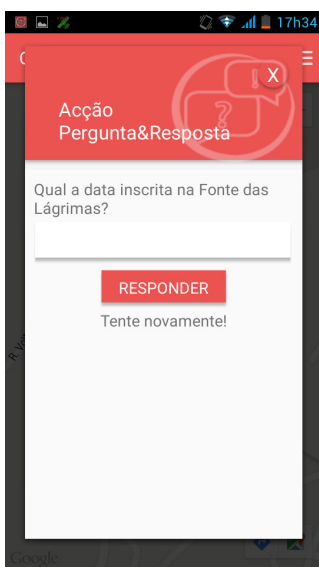 17h34
X
Acção
Pergunta&Resposta
Qual a data inscrita na Fonte das
Lágrimas?
RESPONDER
Tente novamente!
Google